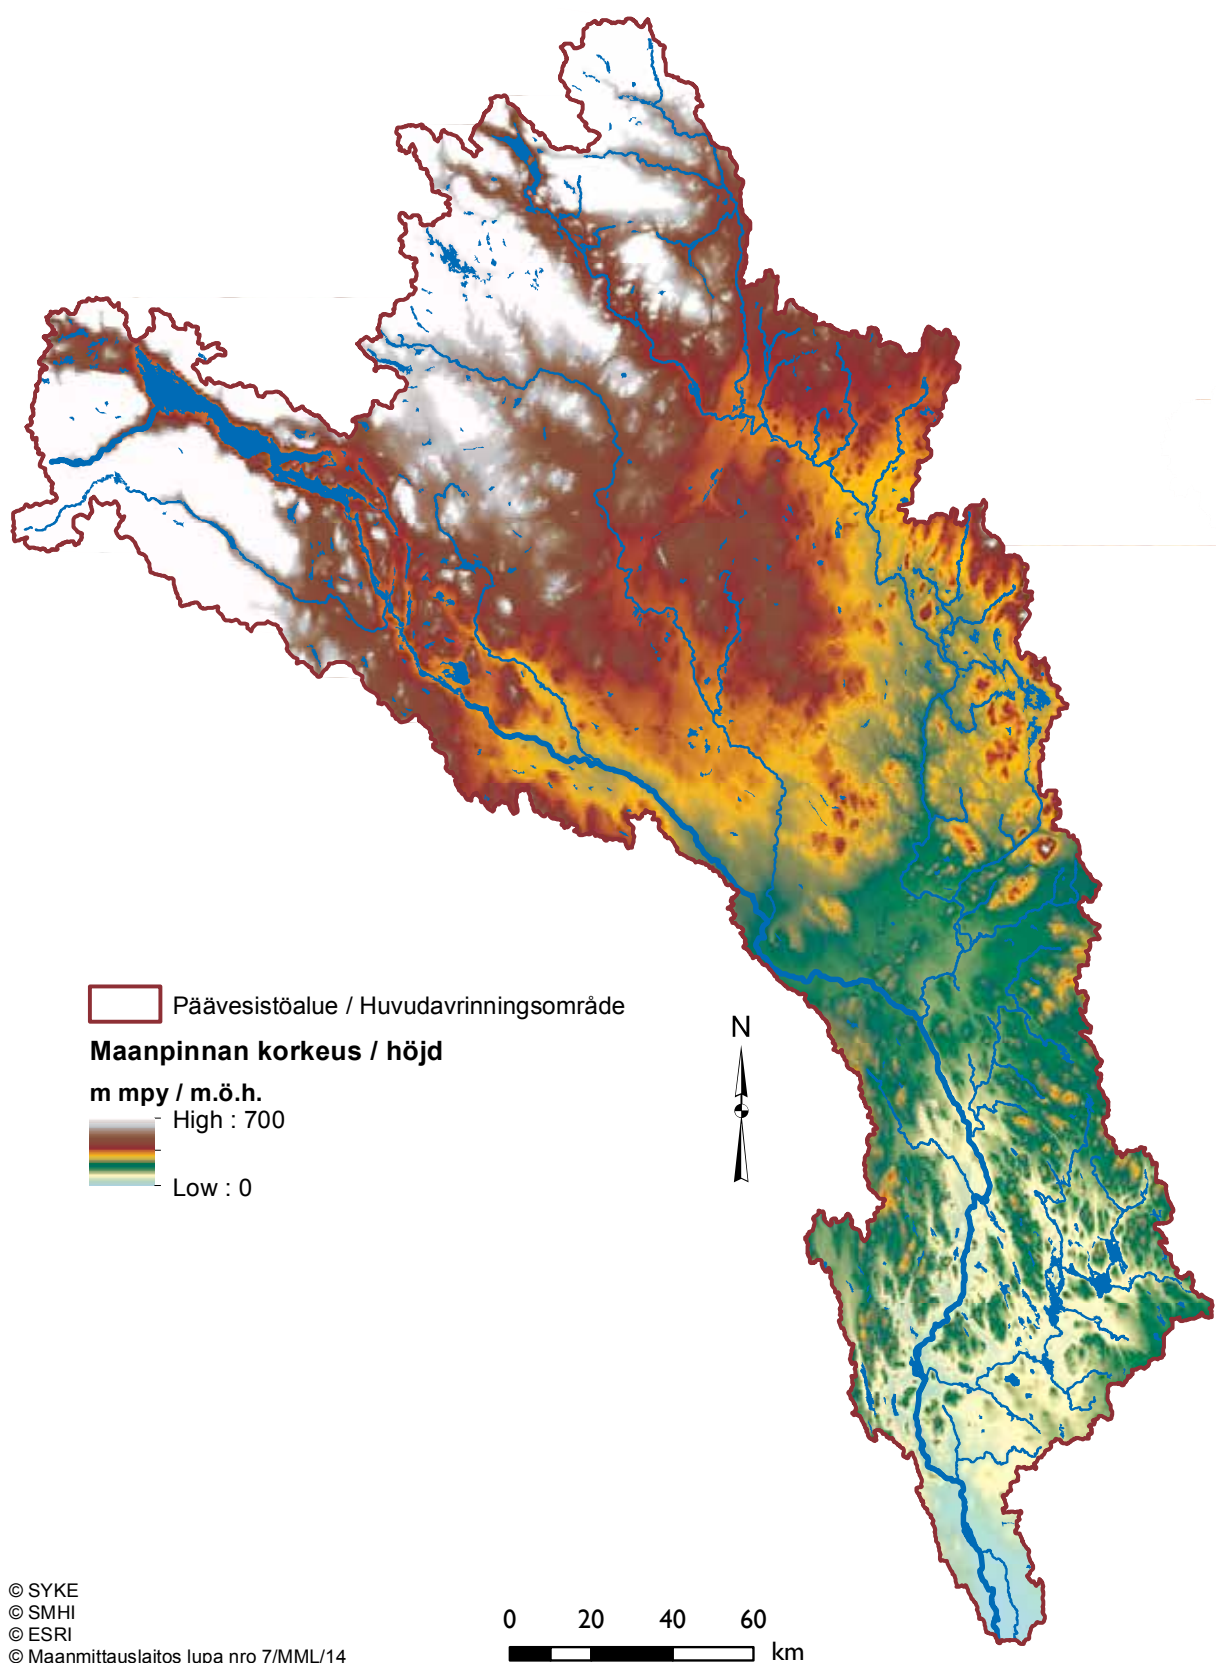 Päävesistöalue / Huvudavrinningsområde
Maanpinnan korkeus / höjd
m mpy / m.ö.h.
High : 700
Low : 0
N
© SYKE
© SMHI
© ESRI
© Maanmittauslaitos lupa nro 7/MML/14
0 20 40 60
km